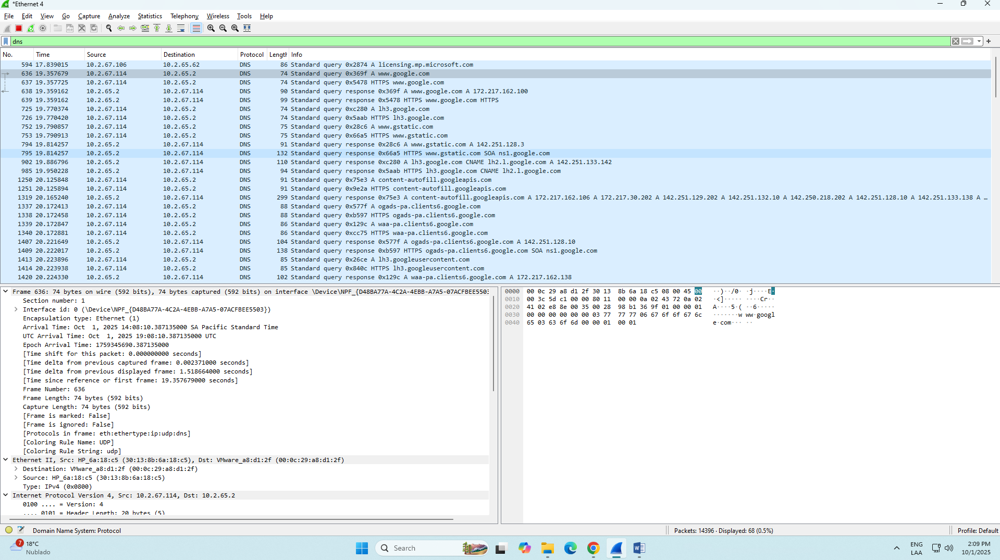 *Ethernet 4
File Edit View Go Capture Analyze Statistics Telephony Wireless Tools Help
dns
No. Time Source Destination Protocol Length Info
594 17.839015 10.2.67.106 10.2.65.62 DNS 86 Standard query 0x2874 A licensing.mp.microsoft.com
636 19.357679 10.2.67.114 10.2.65.2 DNS 74 Standard query 0x369f A www.google.com
637 19.357725 10.2.67.114 10.2.65.2 DNS 74 Standard query 0x5478 HTTPS www.google.com
638 19.359162 10.2.65.2 10.2.67.114 DNS 90 Standard query response 0x369f A www.google.com A 172.217.162.100
639 19.359162 10.2.65.2 10.2.67.114 DNS 99 Standard query response 0x5478 HTTPS www.google.com HTTPS
725 19.770374 10.2.67.114 10.2.65.2 DNS 74 Standard query 0xc280 A lh3.google.com
726 19.770420 10.2.67.114 10.2.65.2 DNS 74 Standard query 0x5aab HTTPS lh3.google.com
752 19.790857 10.2.67.114 10.2.65.2 DNS 75 Standard query 0x28c6 A www.gstatic.com
753 19.790913 10.2.67.114 10.2.65.2 DNS 75 Standard query 0x66a5 HTTPS www.gstatic.com
794 19.814257 10.2.65.2 10.2.67.114 DNS 91 Standard query response 0x28c6 A www.gstatic.com A 142.251.128.3
795 19.814257 10.2.65.2 10.2.67.114 DNS 132 Standard query response 0x66a5 HTTPS www.gstatic.com SOA ns1.google.com
902 19.886796 10.2.65.2 10.2.67.114 DNS 110 Standard query response 0xc280 A lh3.google.com CNAME lh2.l.google.com A 142.251.133.142
985 19.950228 10.2.65.2 10.2.67.114 DNS 94 Standard query response 0x5aab HTTPS lh3.google.com CNAME lh2.l.google.com
1250 20.125848 10.2.67.114 10.2.65.2 DNS 91 Standard query 0x75e3 A content-autofill.googleapis.com
1251 20.125894 10.2.67.114 10.2.65.2 DNS 91 Standard query 0x9e2a HTTPS content-autofill.googleapis.com
1319 20.165240 10.2.65.2 10.2.67.114 DNS 299 Standard query response 0x75e3 A content-autofill.googleapis.com A 172.217.162.106 A 172.217.30.202 A 142.251.129.202 A 142.251.132.10 A 142.250.218.202 A 142.251.128.10 A 142.251.133.138 A …
1337 20.172413 10.2.67.114 10.2.65.2 DNS 88 Standard query 0x577f A ogads-pa.clients6.google.com
1338 20.172458 10.2.67.114 10.2.65.2 DNS 88 Standard query 0xb597 HTTPS ogads-pa.clients6.google.com
1339 20.172847 10.2.67.114 10.2.65.2 DNS 86 Standard query 0x129c A waa-pa.clients6.google.com
1340 20.172881 10.2.67.114 10.2.65.2 DNS 86 Standard query 0xcc75 HTTPS waa-pa.clients6.google.com
1407 20.221649 10.2.65.2 10.2.67.114 DNS 104 Standard query response 0x577f A ogads-pa.clients6.google.com A 142.251.128.10
1409 20.222017 10.2.65.2 10.2.67.114 DNS 138 Standard query response 0xb597 HTTPS ogads-pa.clients6.google.com SOA ns1.google.com
1413 20.223896 10.2.67.114 10.2.65.2 DNS 85 Standard query 0x26ce A lh3.googleusercontent.com
1414 20.223938 10.2.67.114 10.2.65.2 DNS 85 Standard query 0x840c HTTPS lh3.googleusercontent.com
1420 20.224330 10.2.65.2 10.2.67.114 DNS 102 Standard query response 0x129c A waa-pa.clients6.google.com A 172.217.162.138
Frame 636: 74 bytes on wire (592 bits), 74 bytes captured (592 bits) on interface \Device\NPF_{D48BA77A-4C2A-4EBB-A7A5-07ACFBEE5503
Section number: 1
Interface id: 0 (\Device\NPF_{D48BA77A-4C2A-4EBB-A7A5-07ACFBEE5503})
Encapsulation type: Ethernet (1)
Arrival Time: Oct  1, 2025 14:08:10.387135000 SA Pacific Standard Time
UTC Arrival Time: Oct  1, 2025 19:08:10.387135000 UTC
Epoch Arrival Time: 1759345690.387135000
[Time shift for this packet: 0.000000000 seconds]
[Time delta from previous captured frame: 0.002371000 seconds]
[Time delta from previous displayed frame: 1.518664000 seconds]
[Time since reference or first frame: 19.357679000 seconds]
Frame Number: 636
Frame Length: 74 bytes (592 bits)
Capture Length: 74 bytes (592 bits)
[Frame is marked: False]
[Frame is ignored: False]
[Protocols in frame: eth:ethertype:ip:udp:dns]
[Coloring Rule Name: UDP]
[Coloring Rule String: udp]
Ethernet II, Src: HP_6a:18:c5 (30:13:8b:6a:18:c5), Dst: VMware_a8:d1:2f (00:0c:29:a8:d1:2f)
Destination: VMware_a8:d1:2f (00:0c:29:a8:d1:2f)
Source: HP_6a:18:c5 (30:13:8b:6a:18:c5)
Type: IPv4 (0x0800)
Internet Protocol Version 4, Src: 10.2.67.114, Dst: 10.2.65.2
0100 .... = Version: 4
.... 0101 = Header Length: 20 bytes (5)
0000 00 0c 29 a8 d1 2f 30 13 8b 6a 18 c5 08 00 45 00 ··)··/0· ·j····E·
0010 00 3c 5d c1 00 00 80 11 00 00 0a 02 43 72 0a 02 ·<]····· ····Cr··
0020 41 02 e8 8e 00 35 00 28 98 b1 36 9f 01 00 00 01 A····5·( ··6·····
0030 00 00 00 00 00 00 03 77 77 77 06 67 6f 6f 67 6c ·······w ww·googl
0040 65 03 63 6f 6d 00 00 01 00 01 e·com··· ··
Domain Name System: Protocol
Packets: 14396 · Displayed: 68 (0.5%)
Profile: Default
7
18°C
Nublado
Search
ENG
LAA
2:09 PM
10/1/2025